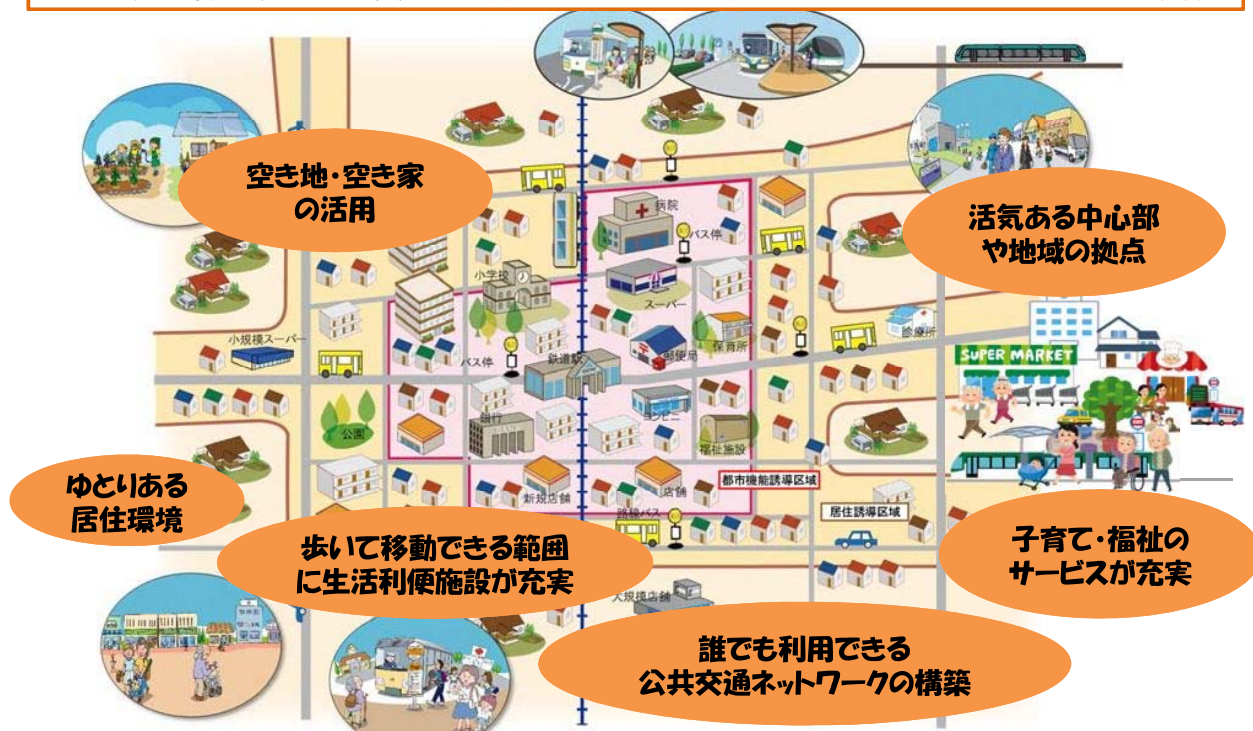 空き地・空き家
の活用
活気ある中心部
や地域の拠点
病院
バス停
小学校
スーパー
小規模スーパー
バス停
鉄道駅
郵便局
保育所
診療所
SUPER MARKET
公園
銀行
コンビニ
福祉施設
都市機能誘導区域
新規店舗
店舗
居住誘導区域
路線バス
ゆとりある
居住環境
歩いて移動できる範囲
に生活利便施設が充実
子育て・福祉の
サービスが充実
大規模店舗
誰でも利用できる
公共交通ネットワークの構築